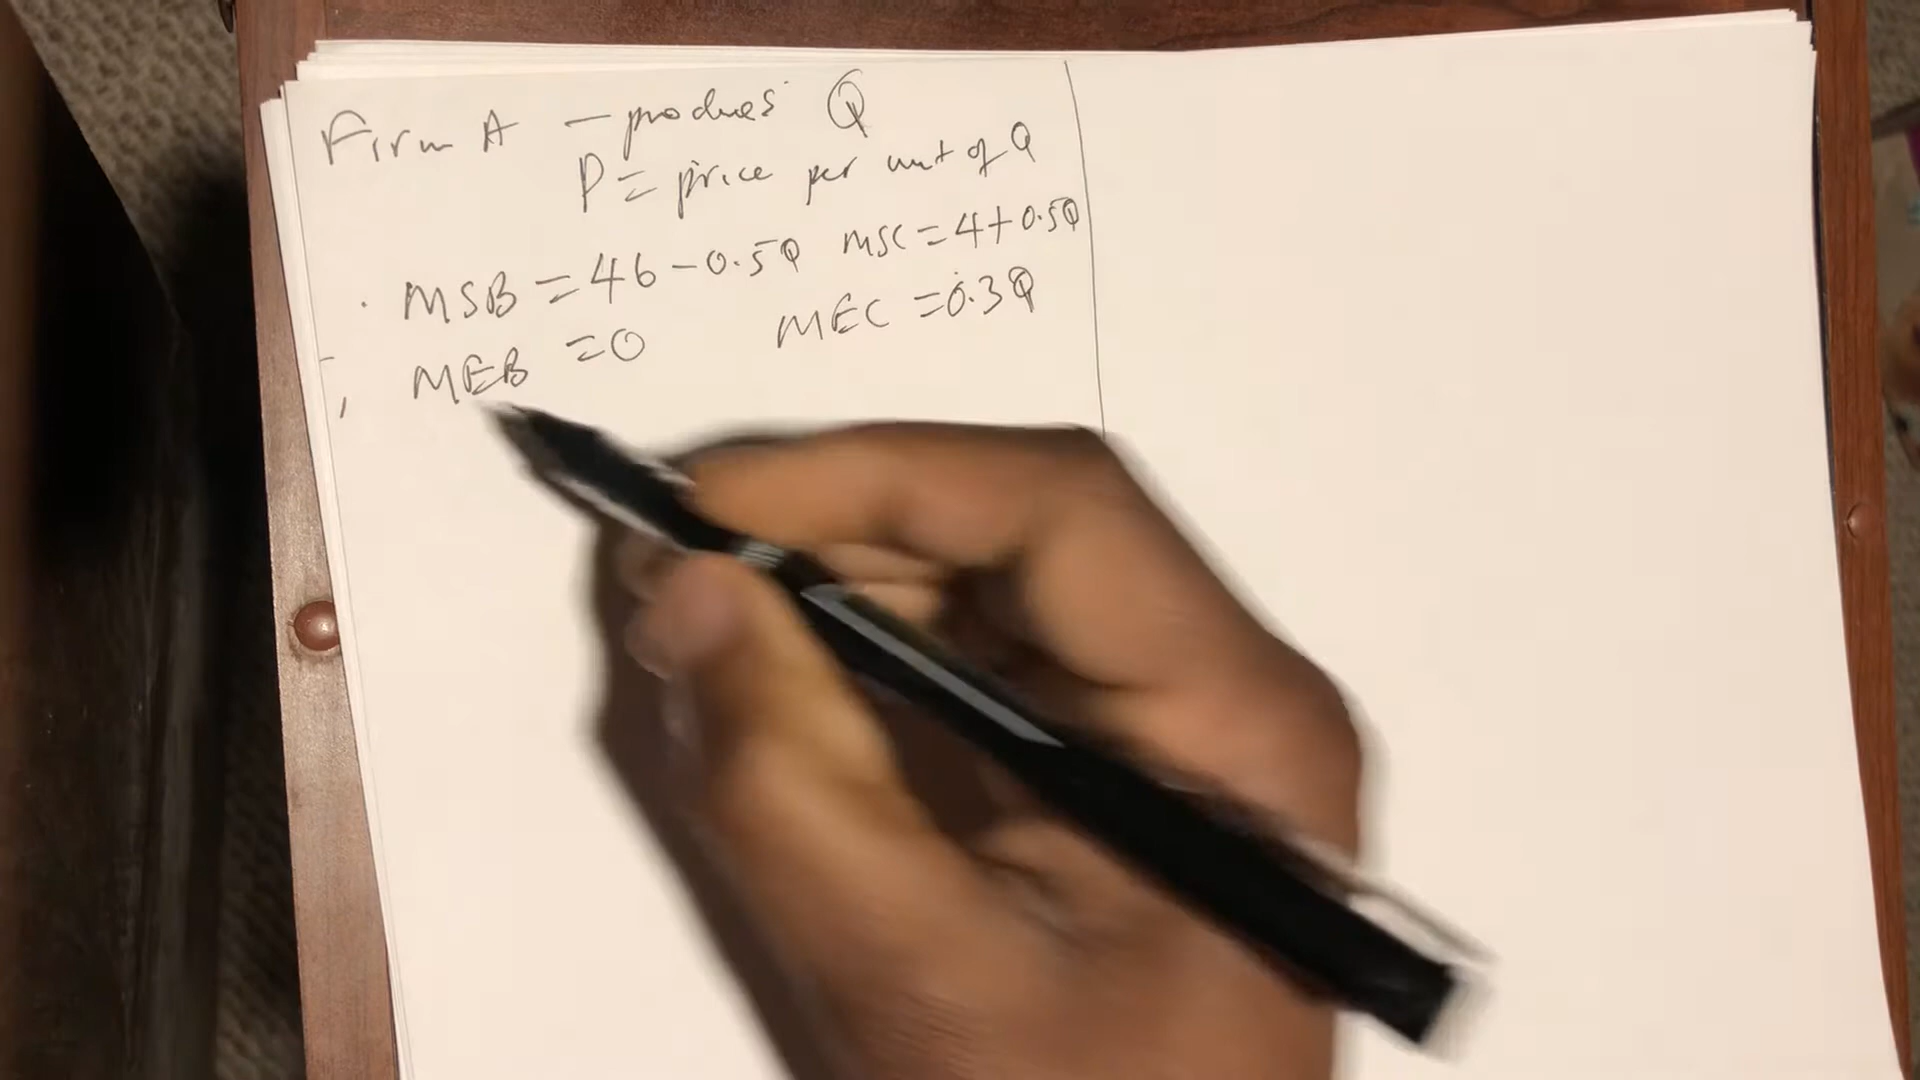 Firm A – produces Q
P = price per unit of Q
MSB = 46 - 0.5Q MSC = 4 + 0.5Q
MEB = 0 MEC = 0.3Q